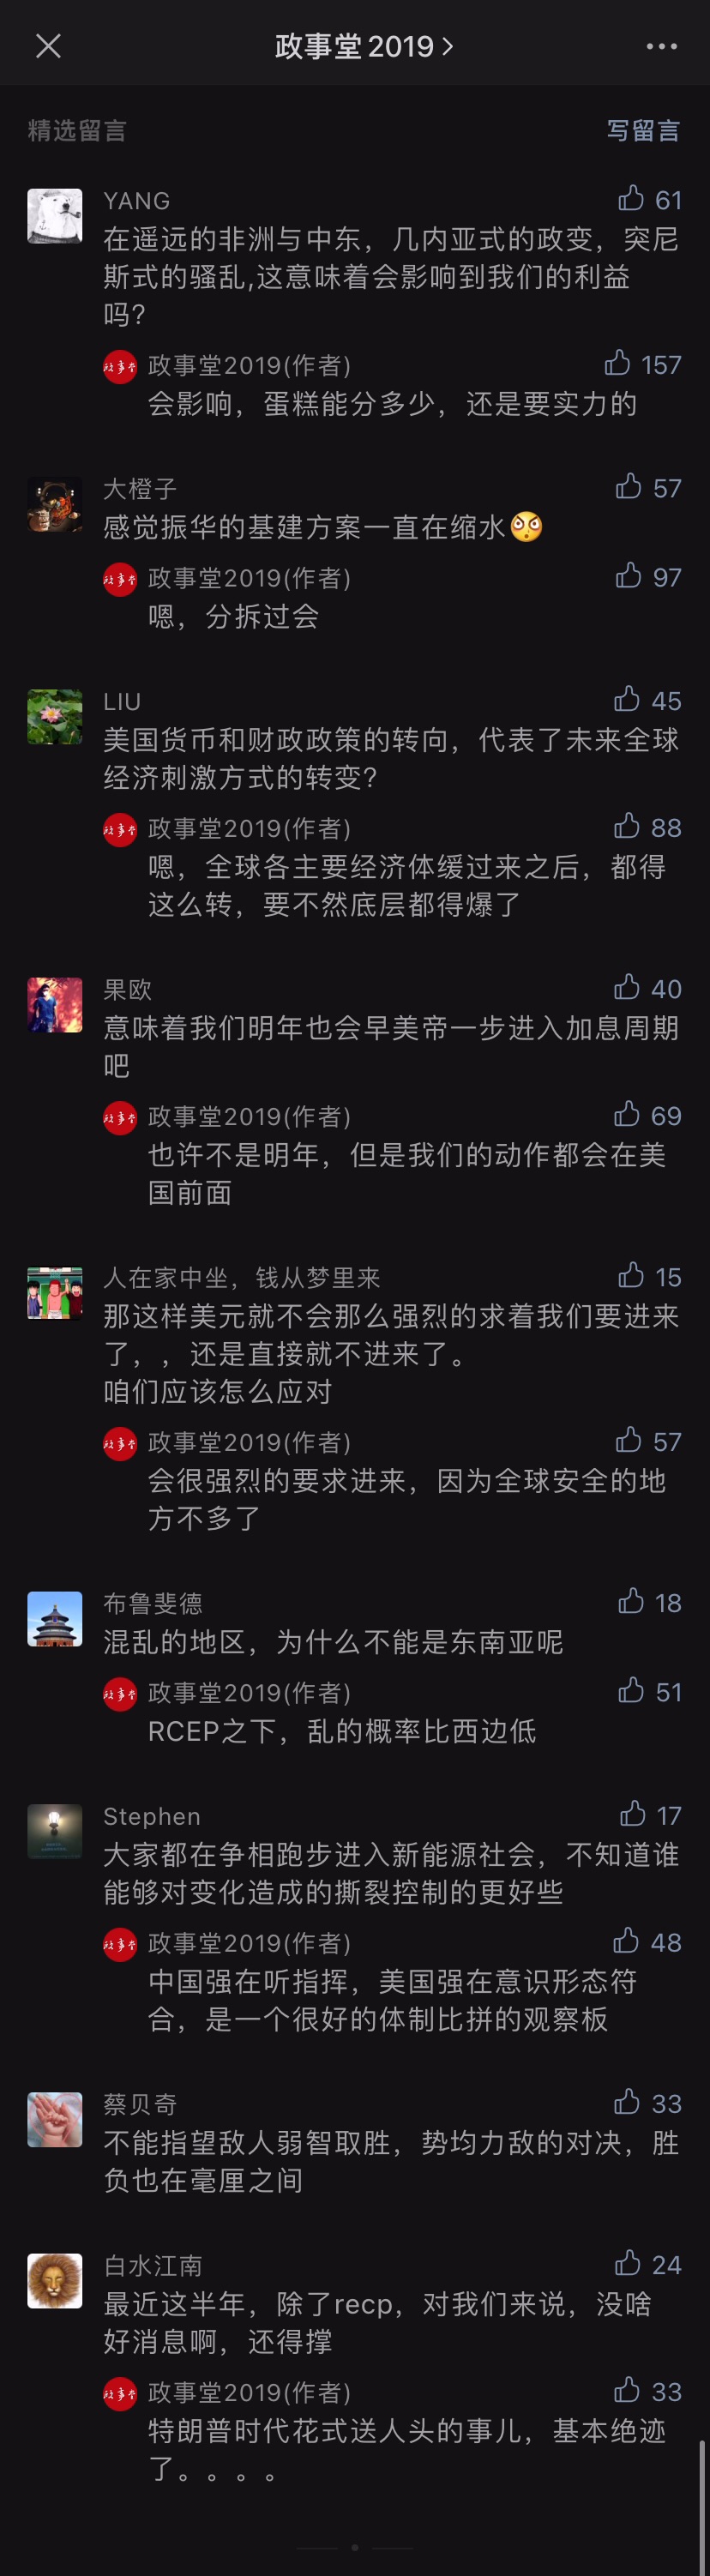 政事堂2019
精选留言
写留言
YANG
61
在遥远的非洲与中东，几内亚式的政变，突尼
斯式的骚乱,这意味着会影响到我们的利益
吗?
政事堂2019(作者)
157
会影响，蛋糕能分多少，还是要实力的
大橙子
57
感觉振华的基建方案一直在缩水
政事堂2019(作者)
97
嗯，分拆过会
LIU
45
美国货币和财政政策的转向，代表了未来全球
经济刺激方式的转变?
政事堂2019(作者)
88
嗯，全球各主要经济体缓过来之后，都得
这么转，要不然底层都得爆了
果欧
40
意味着我们明年也会早美帝一步进入加息周期
吧
政事堂2019(作者)
69
也许不是明年，但是我们的动作都会在美
国前面
人在家中坐，钱从梦里来
15
那这样美元就不会那么强烈的求着我们要进来
了，，还是直接就不进来了。
咱们应该怎么应对
政事堂2019(作者)
57
会很强烈的要求进来，因为全球安全的地
方不多了
布鲁斐德
18
混乱的地区，为什么不能是东南亚呢
政事堂2019(作者)
51
RCEP之下，乱的概率比西边低
Stephen
17
大家都在争相跑步进入新能源社会，不知道谁
能够对变化造成的撕裂控制的更好些
政事堂2019(作者)
48
中国强在听指挥，美国强在意识形态符
合，是一个很好的体制比拼的观察板
蔡贝奇
33
不能指望敌人弱智取胜，势均力敌的对决，胜
负也在毫厘之间
白水江南
24
最近这半年，除了recp，对我们来说，没啥
好消息啊，还得撑
政事堂2019(作者)
33
特朗普时代花式送人头的事儿，基本绝迹
了。。。。